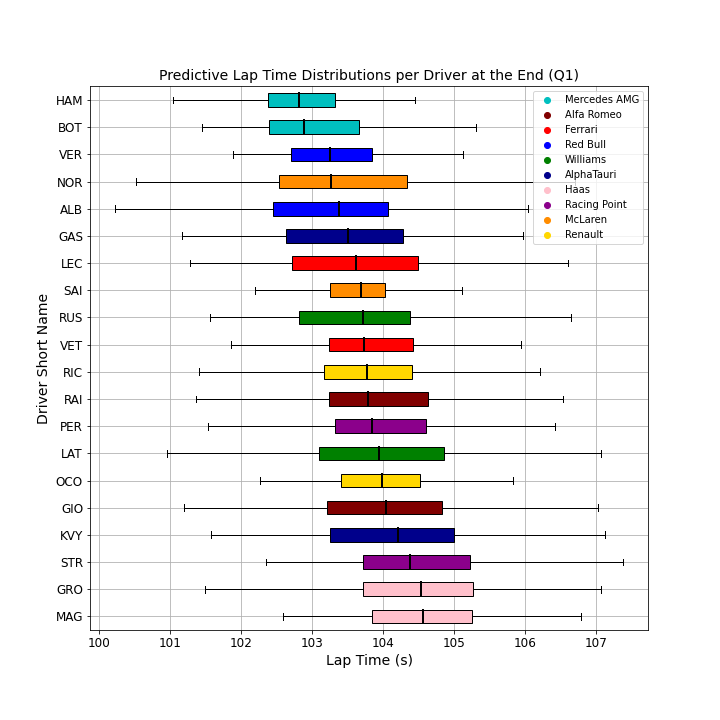 Predictive Lap Time Distributions per Driver at the End (Q1)
HAM
BOT
VER
NOR
ALB
GAS
LEC
SAI
RUS
VET
RIC
RAI
PER
LAT
OCO
GIO
KVY
STR
GRO
MAG
Driver Short Name
Mercedes AMG
Alfa Romeo
Ferrari
Red Bull
Williams
AlphaTauri
Haas
Racing Point
McLaren
Renault
100 101 102 103 104 105 106 107
Lap Time (s)